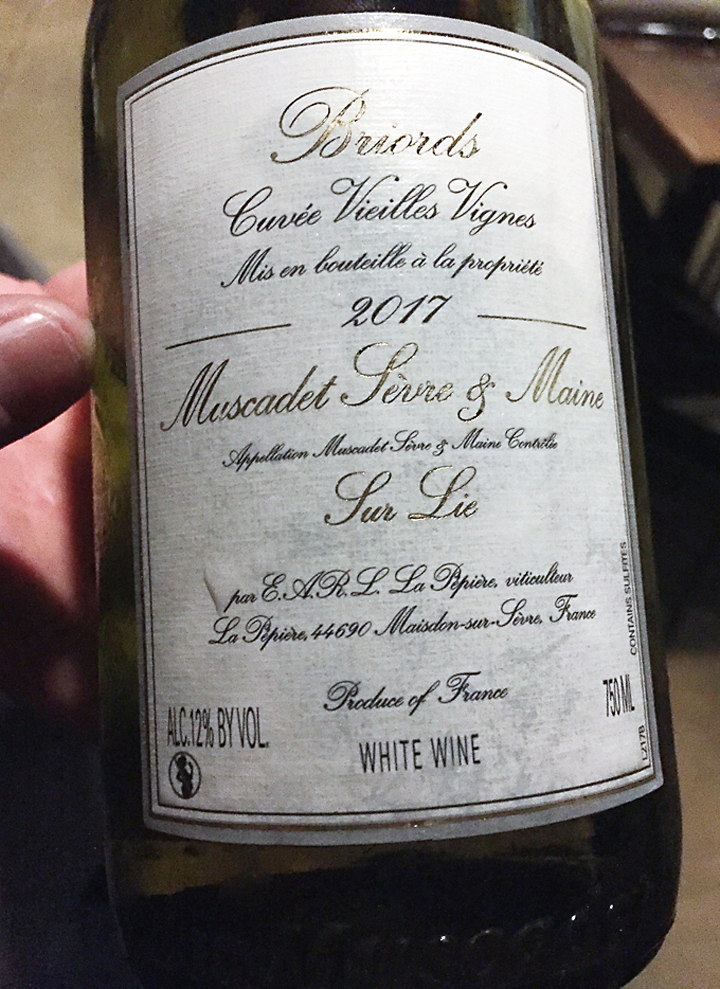 Briords
Cuvée Vieilles Vignes
Mis en bouteille à la propriété
2017
Muscadet Sèvre & Maine
Appellation Muscadet Sèvre & Maine Contrôlée
Sur Lie
par E.A.R.L. La Pépière, viticulteur
La Pépière, 44690 Maisdon-sur-Sèvre, France
CONTAINS SULFITES
Produce of France
750 ML
ALC.12% BY VOL.
WHITE WINE
LZ17B